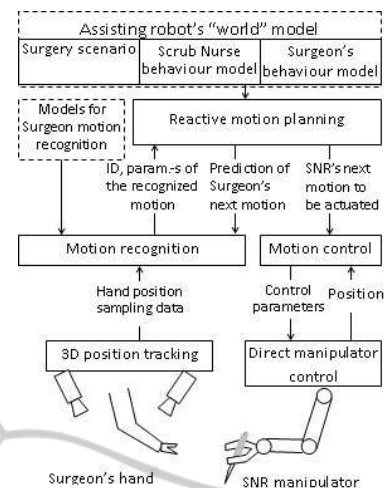 Assisting robot's “world” model
Surgery scenario
Scrub Nurse
behaviour model
Surgeon's
behaviour model
Models for
Surgeon motion
recognition
Reactive motion planning
ID, param.-s of
the recognized
motion
Prediction of
Surgeon's
next motion
SNR's next
motion to
be actuated
Motion recognition
Motion control
Hand position
sampling data
Control
parameters
Position
3D position tracking
Direct manipulator
control
Surgeon's hand
SNR manipulator